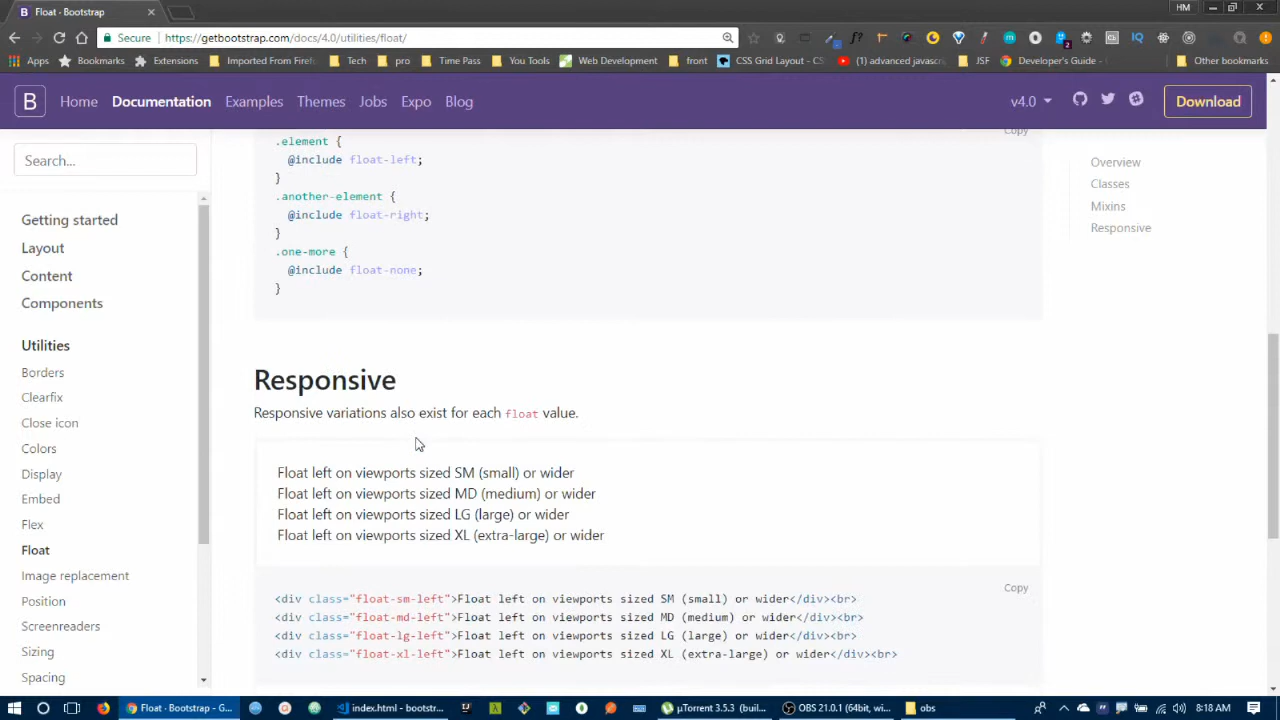 Float · Bootstrap
HM
Secure https://getbootstrap.com/docs/4.0/utilities/float/
Apps Bookmarks Extensions Imported From Firef Tech pro Time Pass You Tools Web Development front CSS Grid Layout - CS (1) advanced javascri JSF Developer's Guide - Other bookmarks
B Home Documentation Examples Themes Jobs Expo Blog v4.0 Download
Search...
Getting started
Layout
Content
Components
Utilities
Borders
Clearfix
Close icon
Colors
Display
Embed
Flex
Float
Image replacement
Position
Screenreaders
Sizing
Spacing
Copy
.element {
@include float-left;
}
.another-element {
@include float-right;
}
.one-more {
@include float-none;
}
Responsive
Responsive variations also exist for each float value.
Float left on viewports sized SM (small) or wider
Float left on viewports sized MD (medium) or wider
Float left on viewports sized LG (large) or wider
Float left on viewports sized XL (extra-large) or wider
Copy
<div class="float-sm-left">Float left on viewports sized SM (small) or wider</div><br>
<div class="float-md-left">Float left on viewports sized MD (medium) or wider</div><br>
<div class="float-lg-left">Float left on viewports sized LG (large) or wider</div><br>
<div class="float-xl-left">Float left on viewports sized XL (extra-large) or wider</div><br>
Overview
Classes
Mixins
Responsive
Float · Bootstrap - G... index.html - bootstr... µTorrent 3.5.3 (buil... OBS 21.0.1 (64bit, wi... obs 8:18 AM